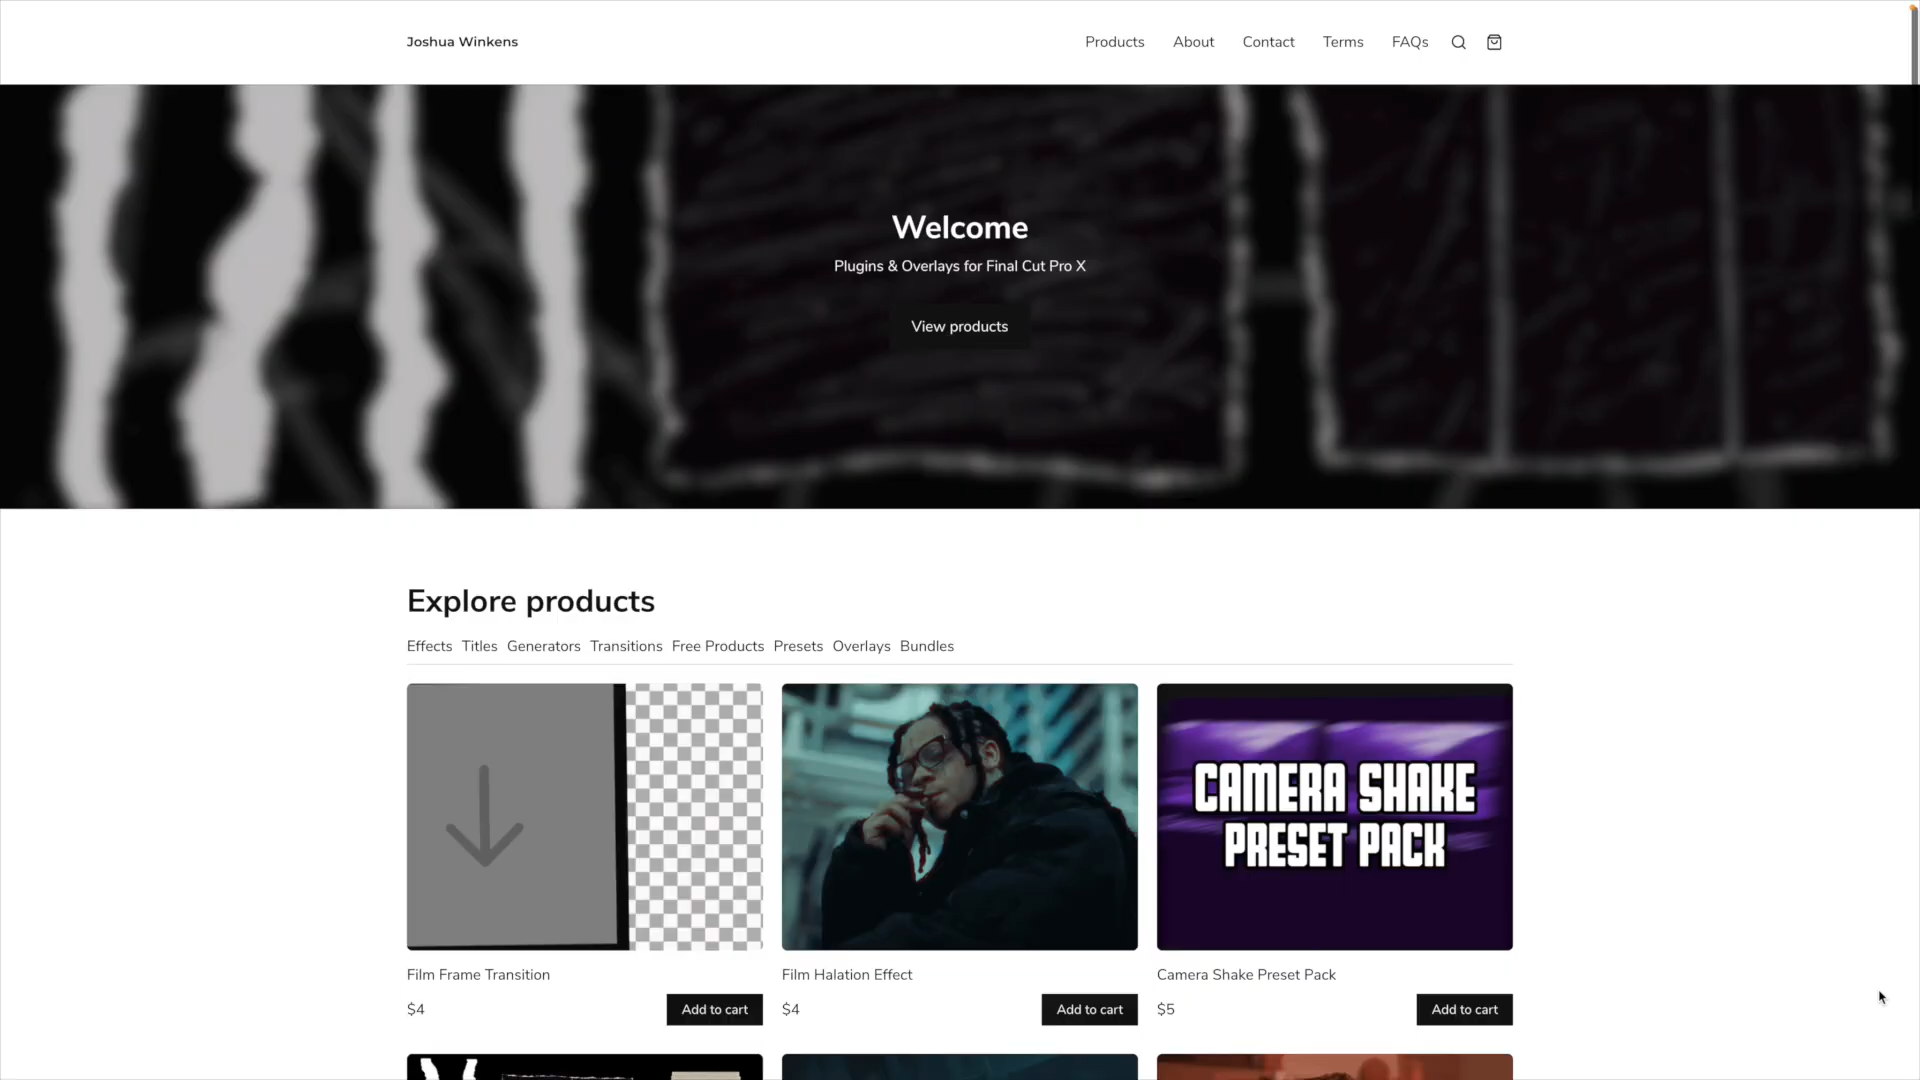 Joshua Winkens
Products About Contact Terms FAQs
Welcome
Plugins & Overlays for Final Cut Pro X
View products
Explore products
Effects Titles Generators Transitions Free Products Presets Overlays Bundles
CAMERA SHAKE
PRESET PACK
Film Frame Transition
$4
Add to cart
Film Halation Effect
$4
Add to cart
Camera Shake Preset Pack
$5
Add to cart